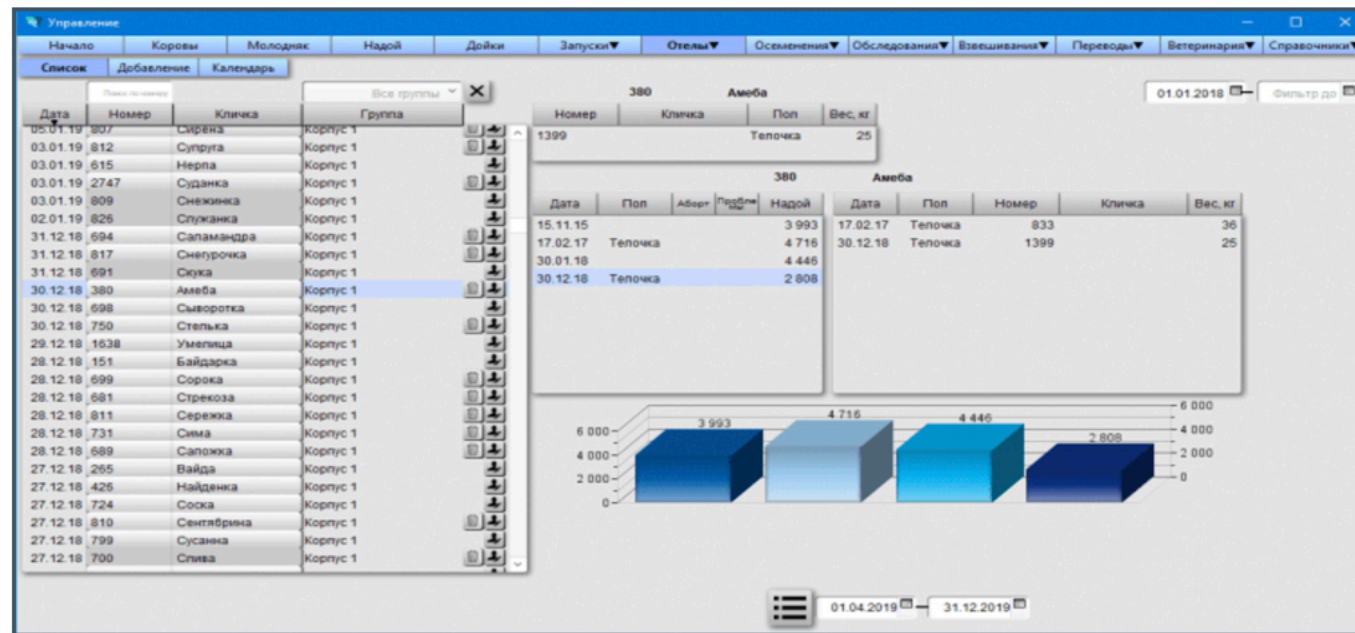 Управление
Начало Коровы Молодняк Надой Дойки Запуски▼ Отелы▼ Осеменения▼ Обследования▼ Взвешивания▼ Переводы▼ Ветеринария▼ Справочники▼
Список Добавление Календарь
Поиск по номеру Все группы 380 Амеба 01.01.2018 — Фильтр до
Дата Номер Кличка Группа Номер Кличка Пол Вес, кг
05.01.19 807 Сирена Корпус 1 1399 Телочка 25
03.01.19 812 Супруга Корпус 1
03.01.19 615 Нерпа Корпус 1
03.01.19 2747 Суданка Корпус 1 380 Амеба
03.01.19 809 Снежинка Корпус 1 Дата Пол Аборт Проблемы Надой Дата Пол Номер Кличка Вес, кг
02.01.19 826 Служанка Корпус 1 15.11.15 3 993 17.02.17 Телочка 833 36
31.12.18 694 Саламандра Корпус 1 17.02.17 Телочка 4 716 30.12.18 Телочка 1399 25
31.12.18 817 Снегурочка Корпус 1 30.01.18 4 446
31.12.18 691 Скука Корпус 1 30.12.18 Телочка 2 808
30.12.18 380 Амеба Корпус 1
30.12.18 698 Сыворотка Корпус 1
30.12.18 750 Стелька Корпус 1
29.12.18 1638 Умелица Корпус 1
28.12.18 151 Байдарка Корпус 1
28.12.18 699 Сорока Корпус 1
28.12.18 681 Стрекоза Корпус 1
28.12.18 811 Сережка Корпус 1
28.12.18 731 Сима Корпус 1
28.12.18 689 Сапожка Корпус 1
27.12.18 265 Вайда Корпус 1
27.12.18 426 Найденка Корпус 1
27.12.18 724 Соска Корпус 1
27.12.18 810 Сентябрина Корпус 1
27.12.18 799 Сусанна Корпус 1
27.12.18 700 Слива Корпус 1
3 993 4 716 4 446 2 808
6 000 6 000
4 000 4 000
2 000 2 000
0 0
01.04.2019 — 31.12.2019